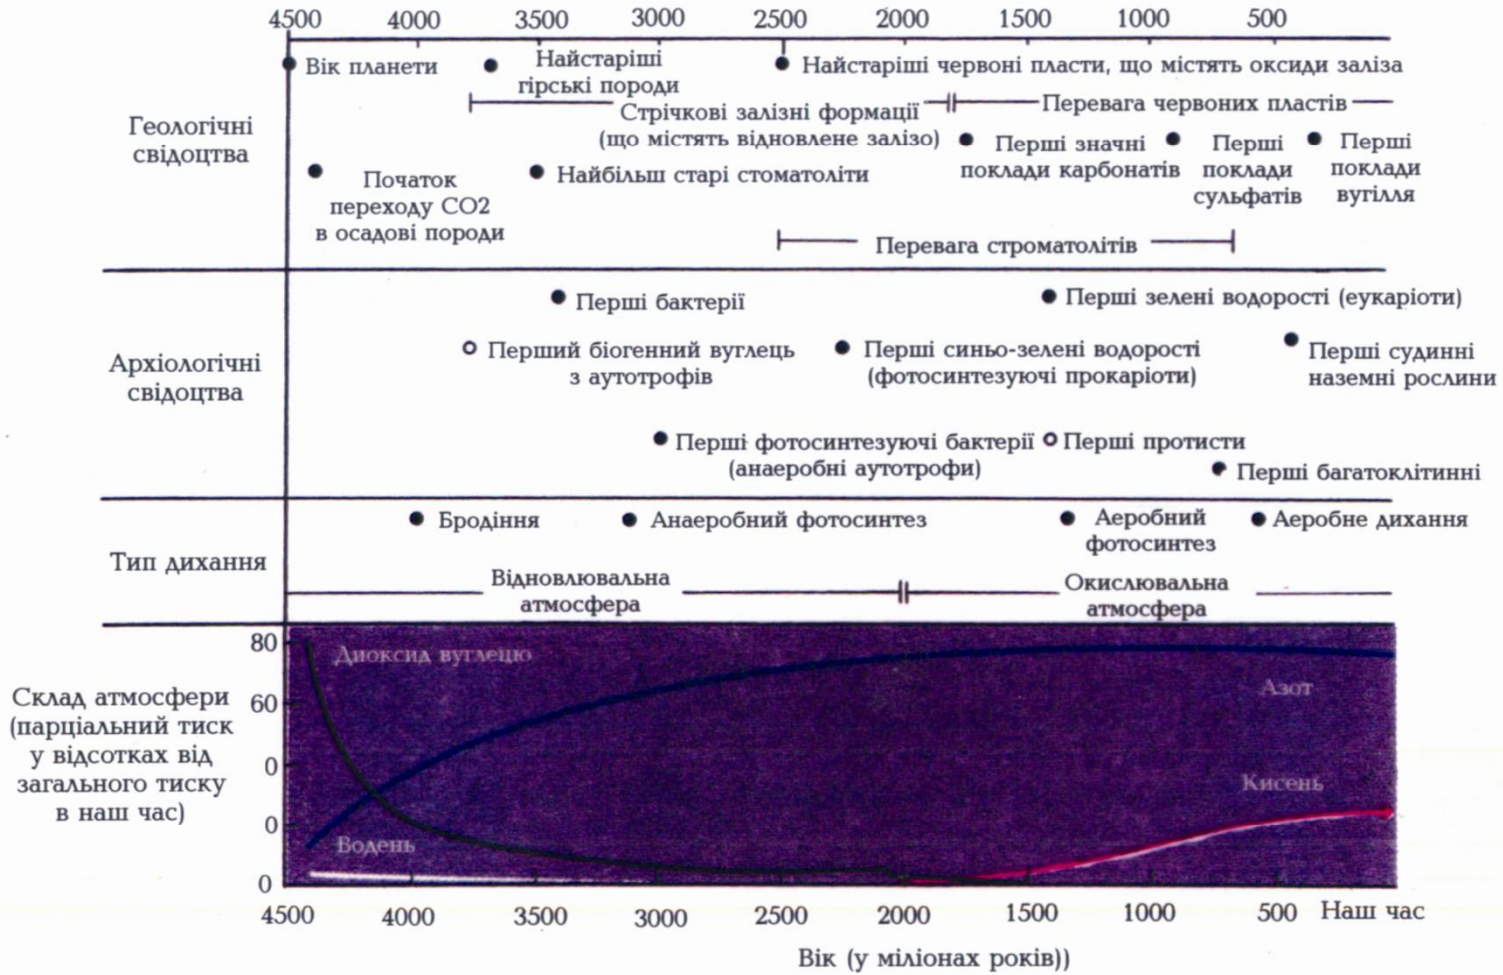 4500 4000 3500 3000 2500 2000 1500 1000 500
Геологічні
свідоцтва
Вік планети
Найстаріші
гірські породи
Найстаріші червоні пласти, що містять оксиди заліза
Стрічкові залізні формації
(що містять відновлене залізо)
Перевага червоних пластів
Перші значні
поклади карбонатів
Перші
поклади
сульфатів
Перші
поклади
вугілля
Початок
переходу СО2
в осадові породи
Найбільш старі стоматоліти
Перевага строматолітів
Архіологічні
свідоцтва
Перші бактерії
Перші зелені водорості (еукаріоти)
Перший біогенний вуглець
з аутотрофів
Перші синьо-зелені водорості
(фотосинтезуючі прокаріоти)
Перші судинні
наземні рослини
Перші фотосинтезуючі бактерії
(анаеробні аутотрофи)
Перші протисти
Перші багатоклітинні
Тип дихання
Бродіння
Анаеробний фотосинтез
Аеробний
фотосинтез
Аеробне дихання
Відновлювальна
атмосфера
Окислювальна
атмосфера
Склад атмосфери
(парціальний тиск
у відсотках від
загального тиску
в наш час)
80
60
0
0
0
Диоксид вуглецю
Азот
Кисень
Водень
4500 4000 3500 3000 2500 2000 1500 1000 500 Наш час
Вік (у міліонах років))